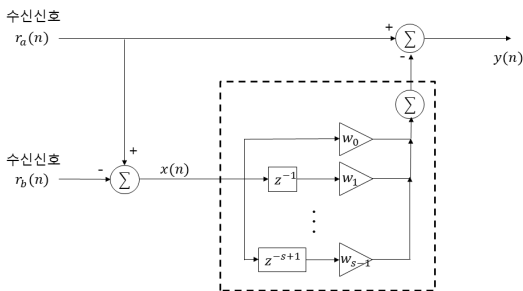 수신신호
r_a(n)
+
Σ
-
y(n)
Σ
w_0
수신신호
+
-
r_b(n)
Σ
x(n)
z^{-1}
w_1
⋮
z^{-s+1}
w_{s-1}